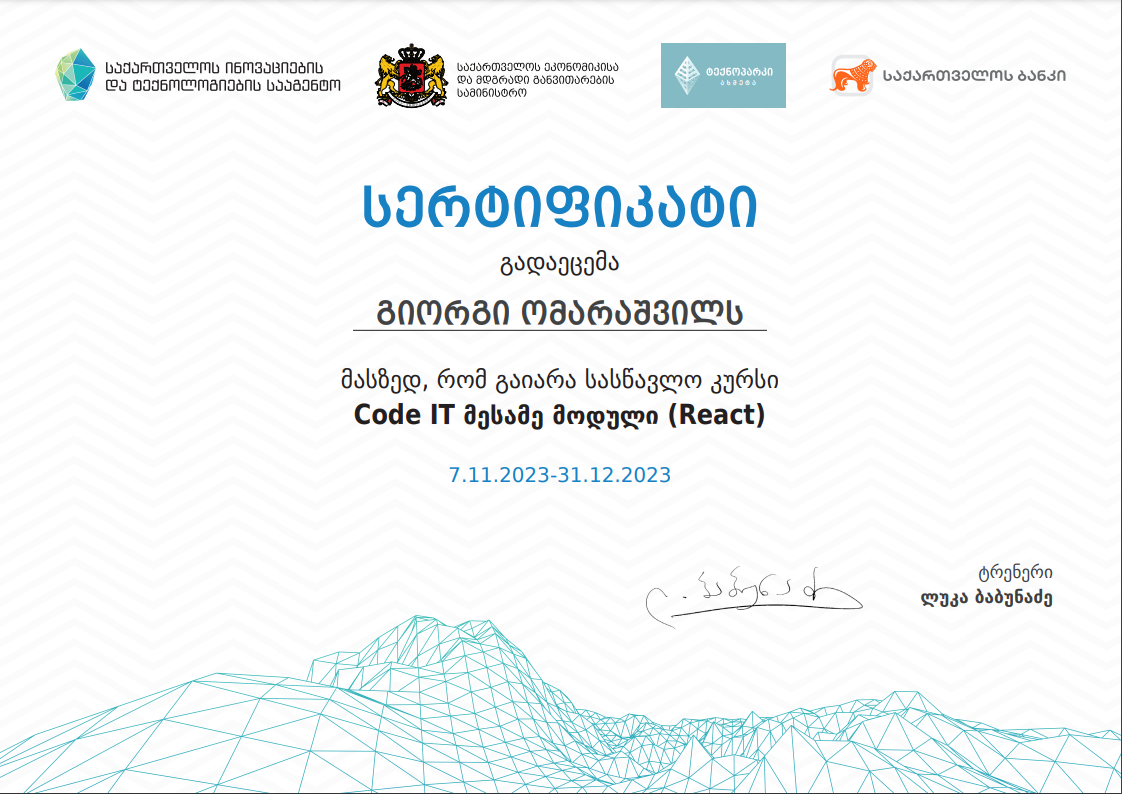 საქართველოს ინოვაციების
და ტექნოლოგიების სააგენტო
საქართველოს ეკონომიკისა
და მდგრადი განვითარების
სამინისტრო
ტექნოპარკი
ახმეტა
საქართველოს ბანკი
სერტიფიკატი
გადაეცემა
გიორგი ომარაშვილს
მასზედ, რომ გაიარა სასწავლო კურსი
Code IT მესამე მოდული (React)
7.11.2023-31.12.2023
ლ. ბაბუნაძე
ტრენერი
ლუკა ბაბუნაძე